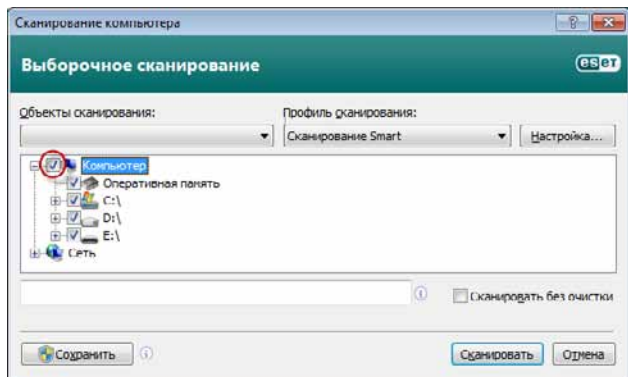 Сканирование компьютера
Выборочное сканирование
eset
Объекты сканирования:
Профиль сканирования:
Сканирование Smart
Настройка...
Компьютер
Оперативная память
C:\
D:\
E:\
Сеть
Сканировать без очистки
Сохранить
Сканировать
Отмена